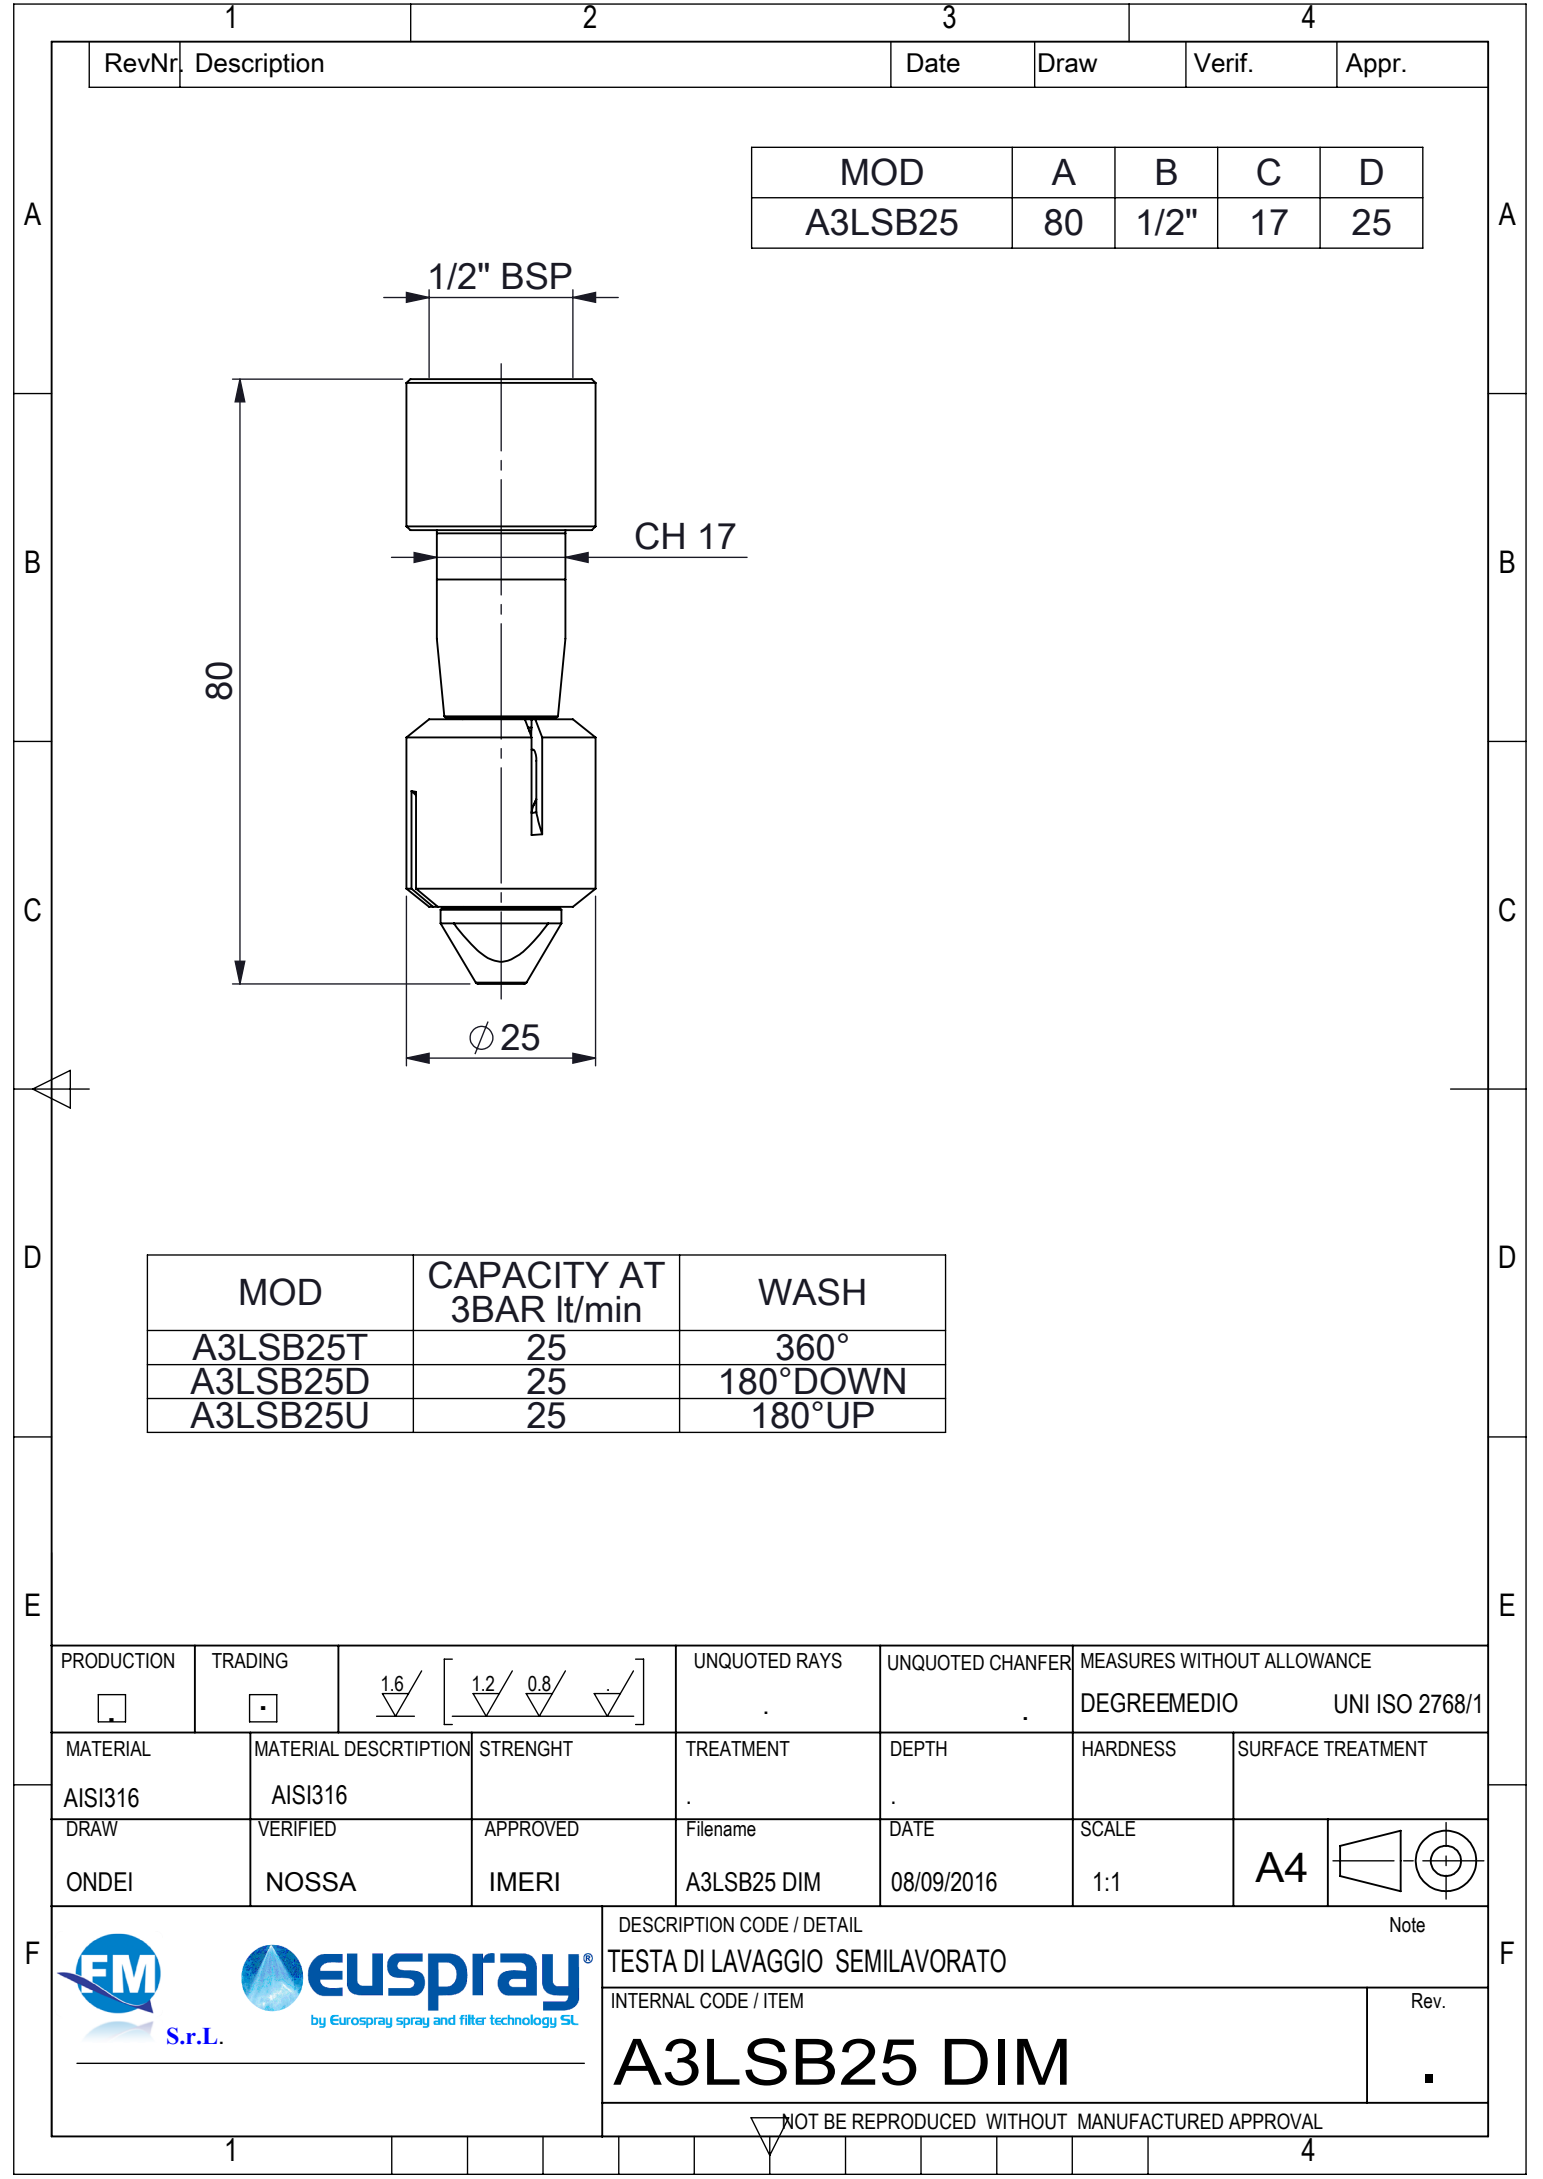 1 2 3 4
RevNr. Description Date Draw Verif. Appr.
MOD A B C D
A3LSB25 80 1/2" 17 25
A A
1/2" BSP
CH 17
B B
80
C C
⌀25
D D
MOD CAPACITY AT 3BAR lt/min WASH
A3LSB25T 25 360°
A3LSB25D 25 180°DOWN
A3LSB25U 25 180°UP
E E
PRODUCTION TRADING UNQUOTED RAYS UNQUOTED CHANFER MEASURES WITHOUT ALLOWANCE
. . 1.6 1.2 0.8 . . . DEGREEMEDIO UNI ISO 2768/1
MATERIAL MATERIAL DESCRTIPTION STRENGHT TREATMENT DEPTH HARDNESS SURFACE TREATMENT
AISI316 AISI316 . .
DRAW VERIFIED APPROVED Filename DATE SCALE
ONDEI NOSSA IMERI A3LSB25 DIM 08/09/2016 1:1 A4
F F
FM
S.r.L.
euspray®
by Eurospray spray and filter technology SL
DESCRIPTION CODE / DETAIL Note
TESTA DI LAVAGGIO SEMILAVORATO
INTERNAL CODE / ITEM Rev.
A3LSB25 DIM .
NOT BE REPRODUCED WITHOUT MANUFACTURED APPROVAL
1 4